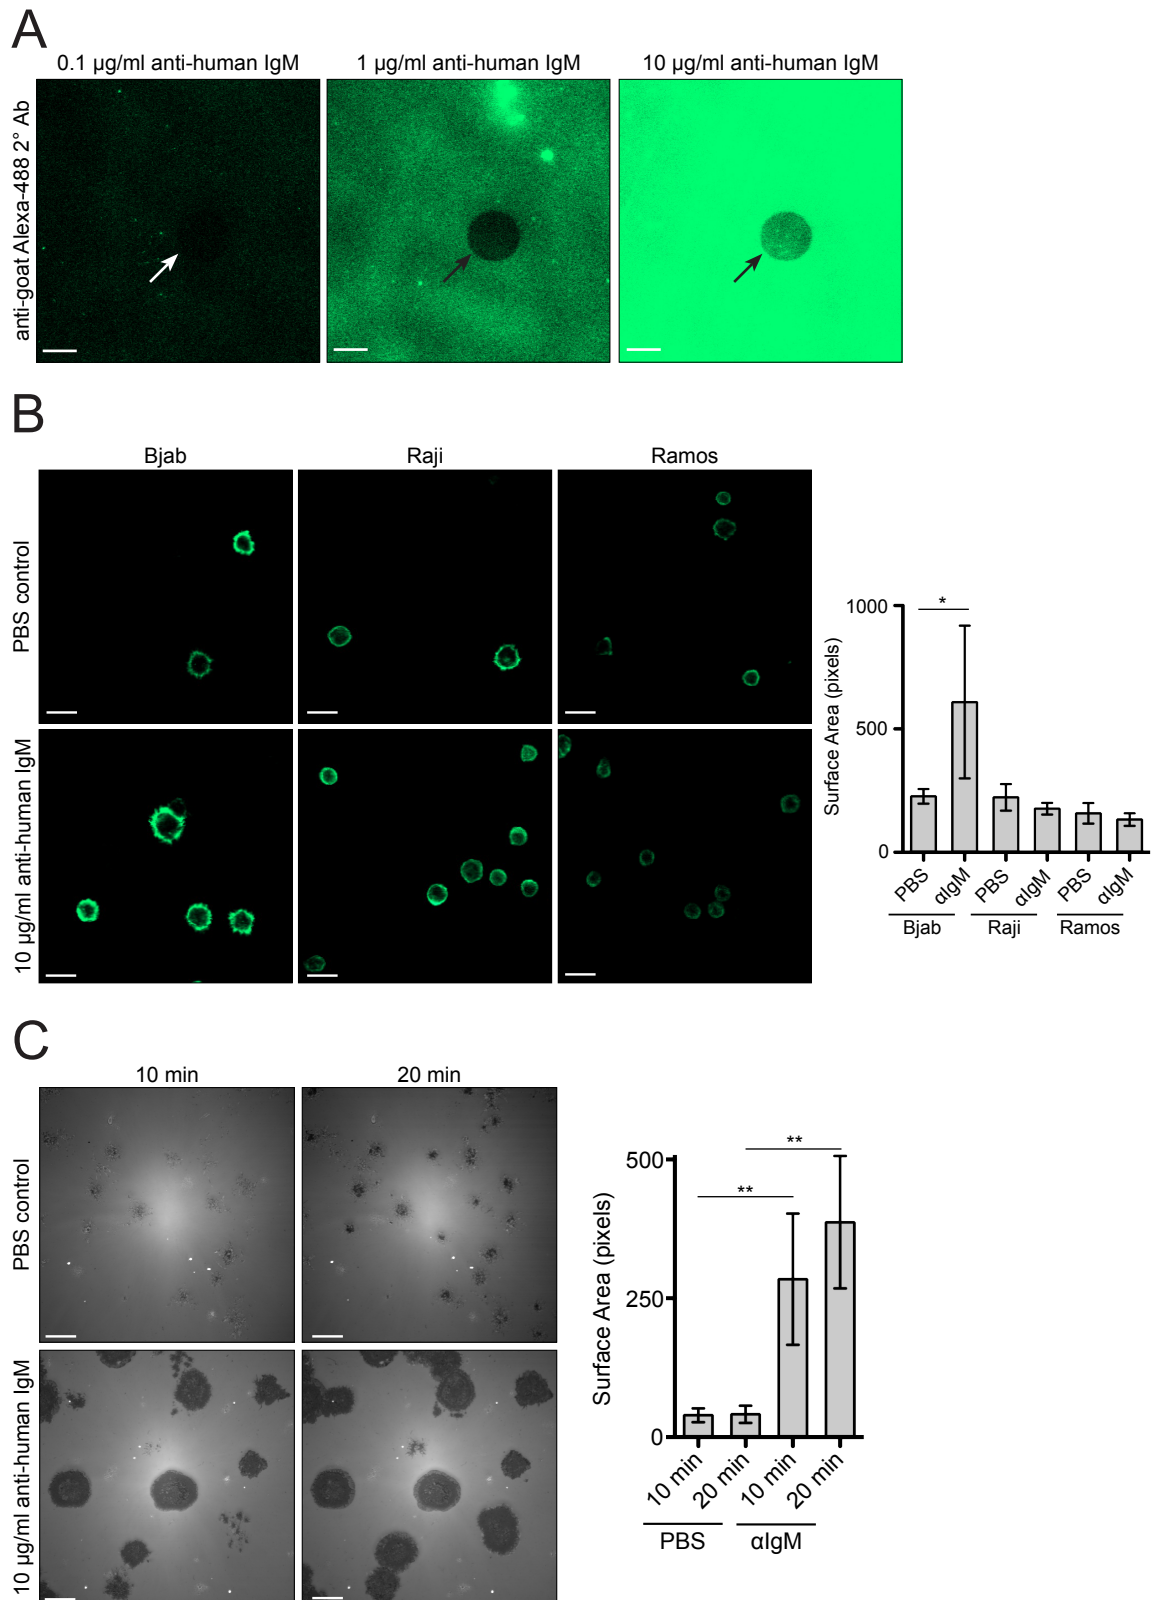 A
0.1 µg/ml anti-human IgM
1 µg/ml anti-human IgM
10 µg/ml anti-human IgM
anti-goat Alexa-488 2° Ab
B
Bjab
Raji
Ramos
PBS control
10 µg/ml anti-human IgM
Surface Area (pixels)
1000
500
0
*
PBS
αIgM
PBS
αIgM
PBS
αIgM
Bjab
Raji
Ramos
C
10 min
20 min
PBS control
10 µg/ml anti-human IgM
Surface Area (pixels)
500
250
0
**
**
10 min
20 min
10 min
20 min
PBS
αIgM